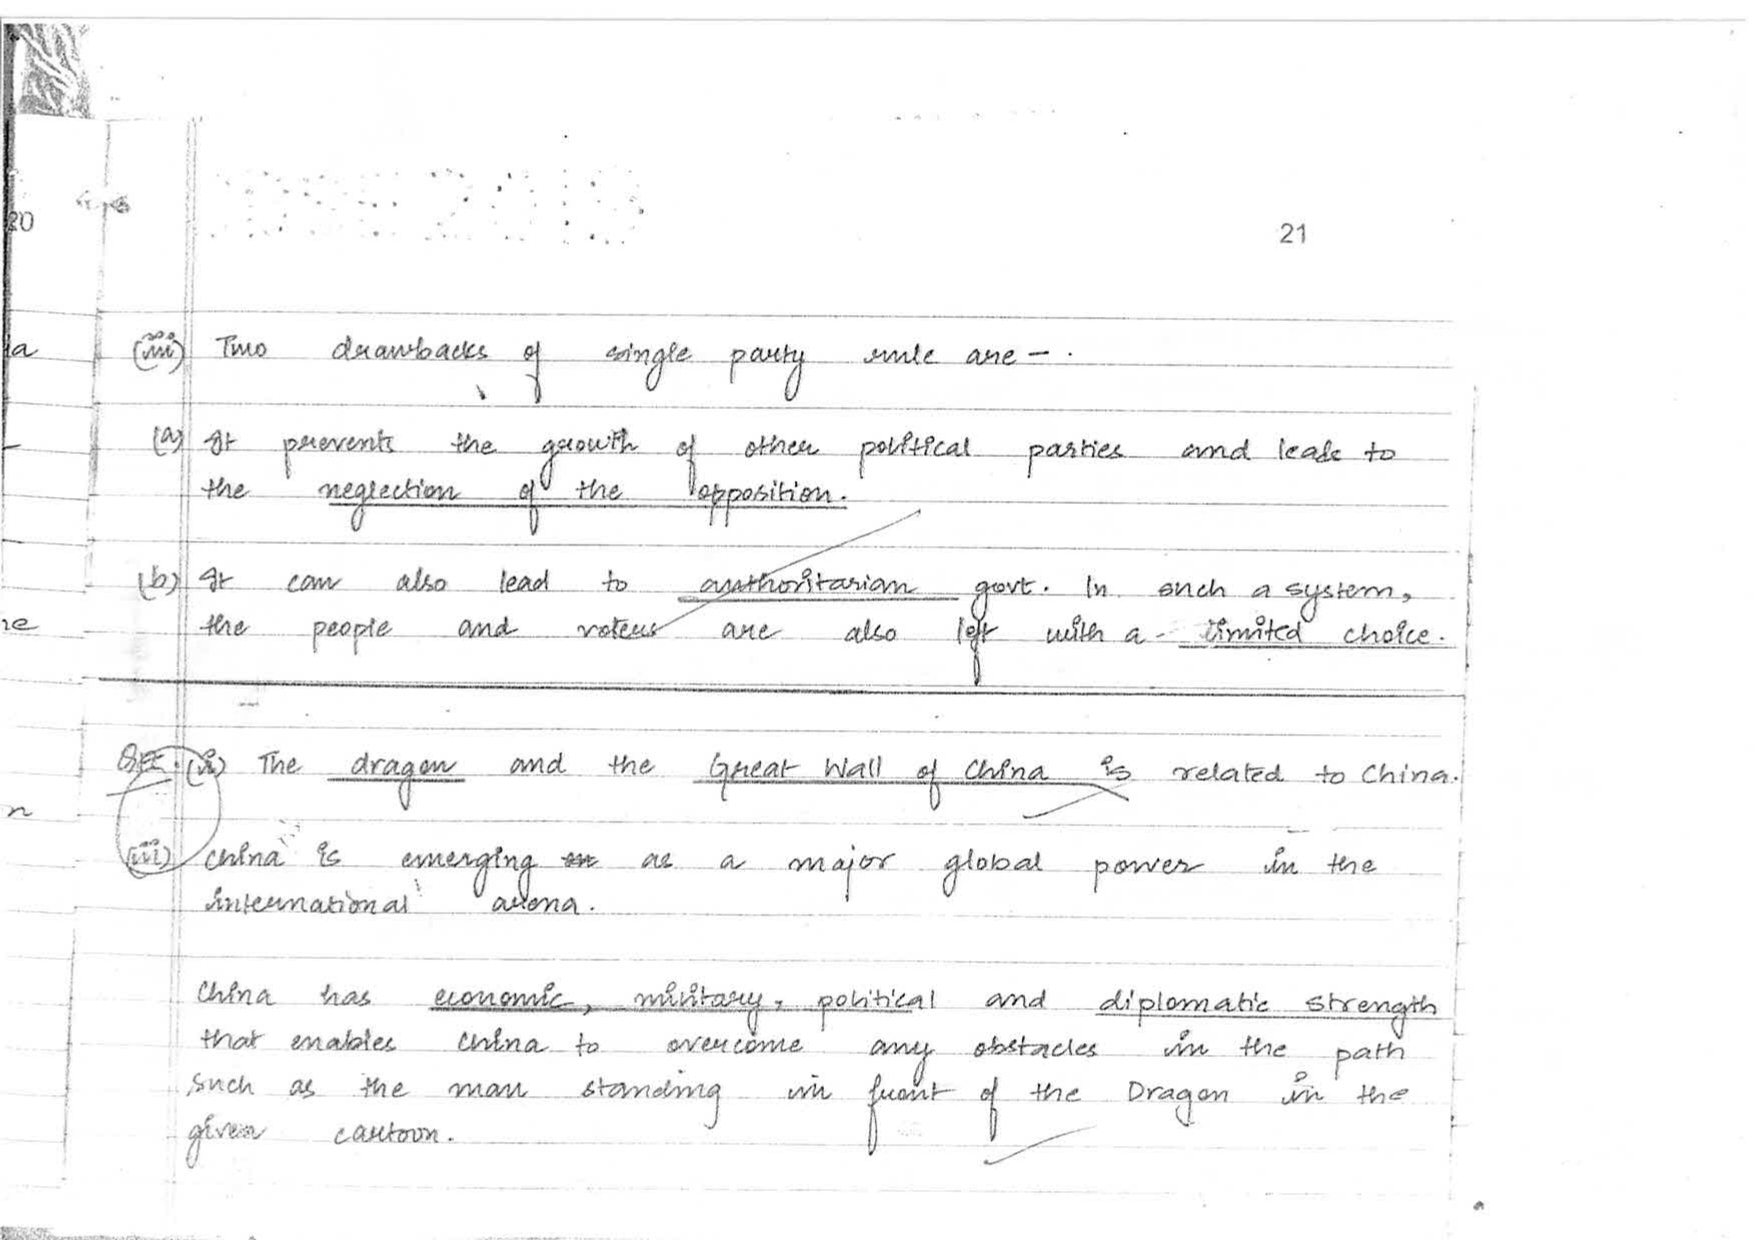 21
20
(iii) Two drawbacks of single party rule are - .
(a) It prevents the growth of other political parties and leads to
the neglection of the opposition.
(b) It can also lead to authoritarian govt. In such a system,
the people and voters are also left with a limited choice.
(i) The dragon and the Great Wall of China is related to China.
(iii) China is emerging as a major global power in the
international arena.
China has economic, military, political and diplomatic strength
that enables China to overcome any obstacles in the path
such as the man standing in front of the Dragon in the
given cartoon.